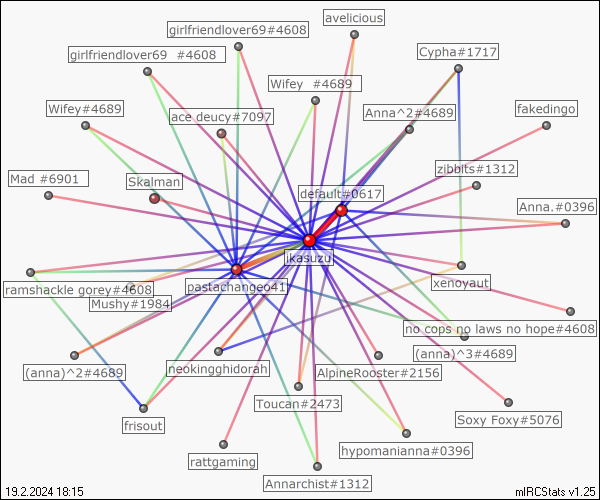 avelicious
girlfriendlover69#4608
girlfriendlover69  #4608
Cypha#1717
Wifey  #4689
Wifey#4689
ace deucy#7097
Anna^2#4689
fakedingo
zibbits#1312
Mad #6901
Skalman
default#0617
Anna.#0396
ikasuzu
xenoyaut
ramshackle gorey#4608
pastachange041
Mushy#1984
no cops no laws no hope#4608
(anna)^2#4689
neokingghidorah
AlpineRooster#2156
(anna)^3#4689
Toucan#2473
Soxy Foxy#5076
frisout
hypomanianna#0396
rattgaming
Annarchist#1312
19.2.2024 18:15
mIRCStats v1.25